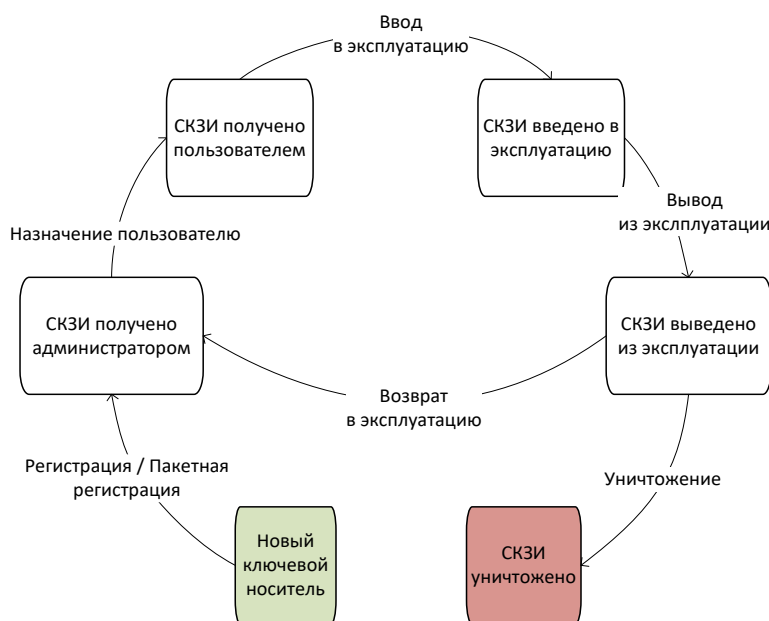 Ввод
в эксплуатацию
СКЗИ получено
пользователем
СКЗИ введено в
эксплуатацию
Назначение пользователю
Вывод
из экслплуатации
СКЗИ получено
администратором
СКЗИ выведено
из эксплуатации
Возврат
в эксплуатацию
Регистрация / Пакетная
регистрация
Уничтожение
Новый
ключевой
носитель
СКЗИ
уничтожено